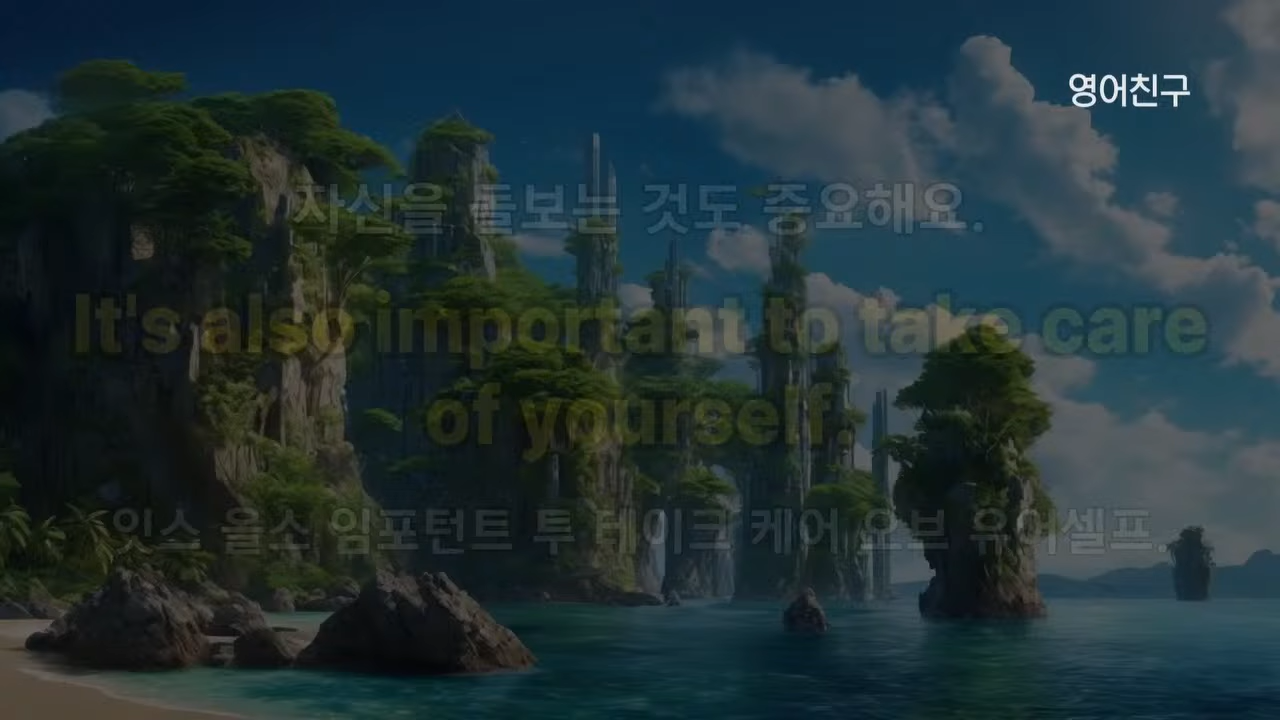 영어친구
자신을 돌보는 것도 중요해요.
It's also important to take care
of yourself.
잇스 올소 임포턴트 투 테이크 케어 오브 유어셀프.